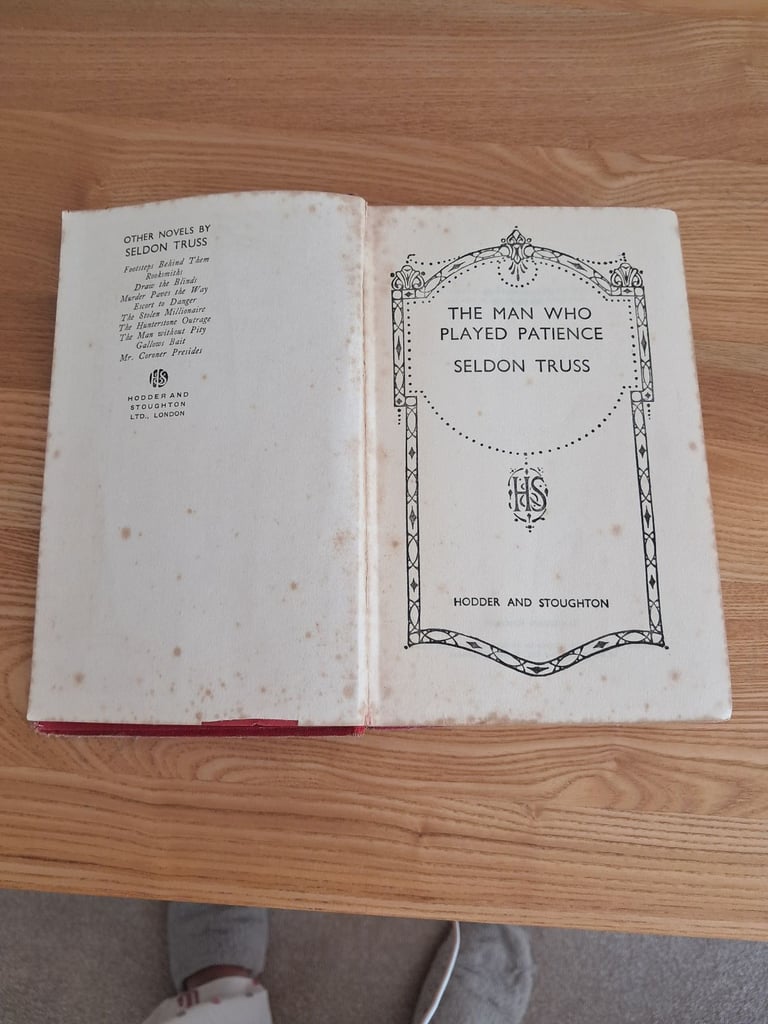 OTHER NOVELS BY
SELDON TRUSS
Footsteps Behind Them
Rooksmiths
Draw the Blinds
Murder Paves the Way
Escort to Danger
The Stolen Millionaire
The Hunterstone Outrage
The Man without Pity
Gallows Bait
Mr. Coroner Presides
HS
HODDER AND
STOUGHTON
LTD., LONDON
THE MAN WHO
PLAYED PATIENCE
SELDON TRUSS
HS
HODDER AND STOUGHTON